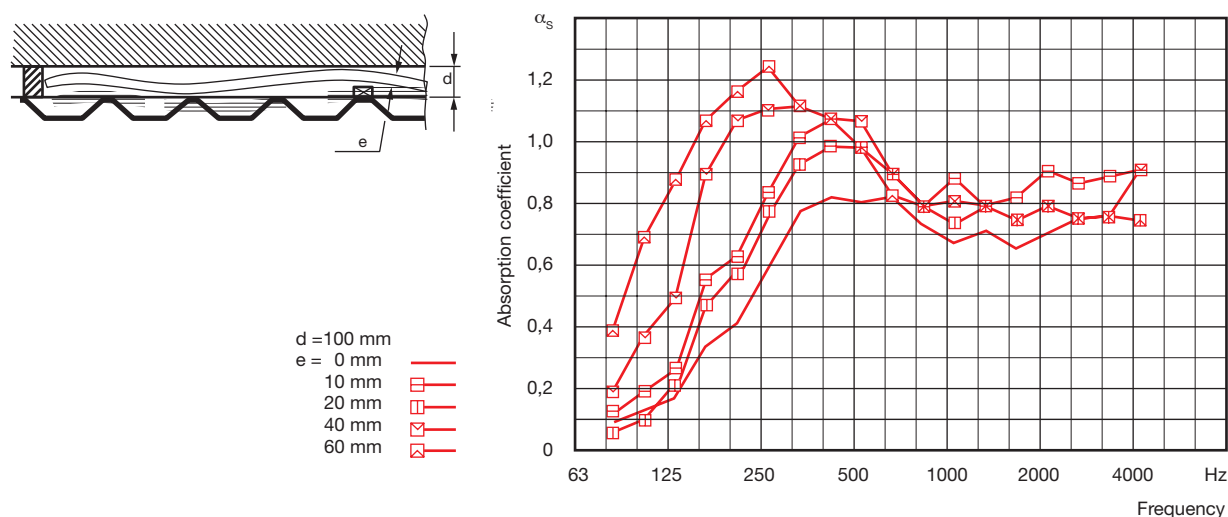 d
e
d =100 mm
e = 0 mm
10 mm
20 mm
40 mm
60 mm
αS
1,2
1,0
0,8
0,6
0,4
0,2
0
Absorption coefficient
63 125 250 500 1000 2000 4000 Hz
Frequency